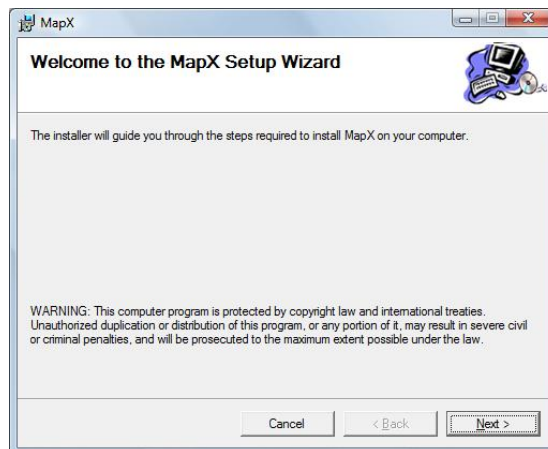 MapX
Welcome to the MapX Setup Wizard
The installer will guide you through the steps required to install MapX on your computer.
WARNING: This computer program is protected by copyright law and international treaties.
Unauthorized duplication or distribution of this program, or any portion of it, may result in severe civil
or criminal penalties, and will be prosecuted to the maximum extent possible under the law.
Cancel
< Back
Next >